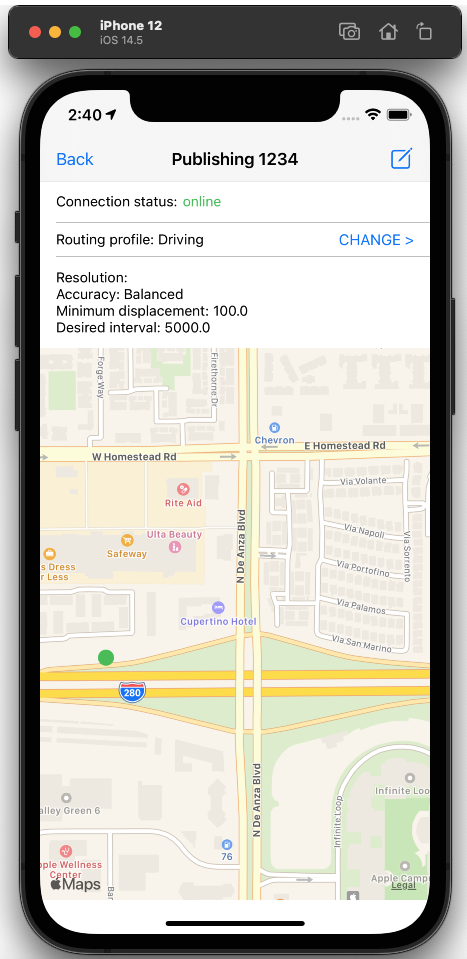 iPhone 12
iOS 14.5
2:40
Back
Publishing 1234
Connection status: online
Routing profile: Driving
CHANGE >
Resolution:
Accuracy: Balanced
Minimum displacement: 100.0
Desired interval: 5000.0
Forge Way
Firethorne Dr
Chevron
W Homestead Rd
E Homestead Rd
Via Volante
Rite Aid
Via Napoli
Ulta Beauty
N De Anza Blvd
Via Sorrento
Safeway
s Dress
r Less
Via Portofino
Via Palamos
Cupertino Hotel
Via San Marino
280
N De Anza Blvd
Infinite Loo
Infinite Loop
alley Green 6
76
pple Wellness
Center
Maps
Bar
Apple Camp
Legal